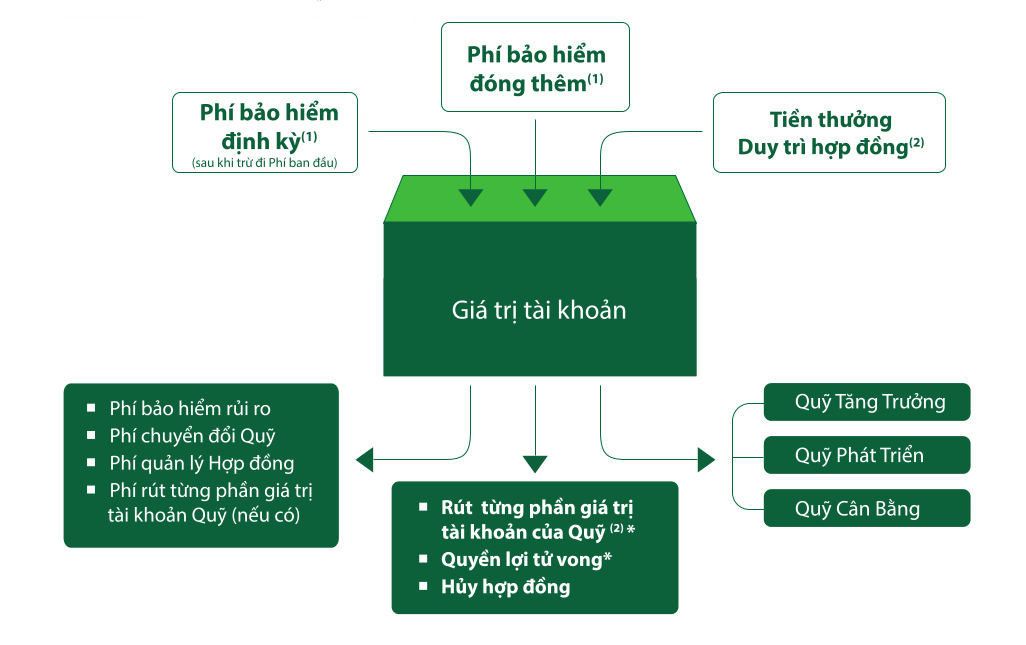 Phí bảo hiểm
đóng thêm(1)
Phí bảo hiểm
định kỳ(1)
(sau khi trừ đi Phí ban đầu)
Tiền thưởng
Duy trì hợp đồng(2)
Giá trị tài khoản
▪ Phí bảo hiểm rủi ro
▪ Phí chuyển đổi Quỹ
▪ Phí quản lý Hợp đồng
▪ Phí rút từng phần giá trị
tài khoản Quỹ (nếu có)
▪ Rút từng phần giá trị
tài khoản của Quỹ (2) *
▪ Quyền lợi tử vong*
▪ Hủy hợp đồng
Quỹ Tăng Trưởng
Quỹ Phát Triển
Quỹ Cân Bằng